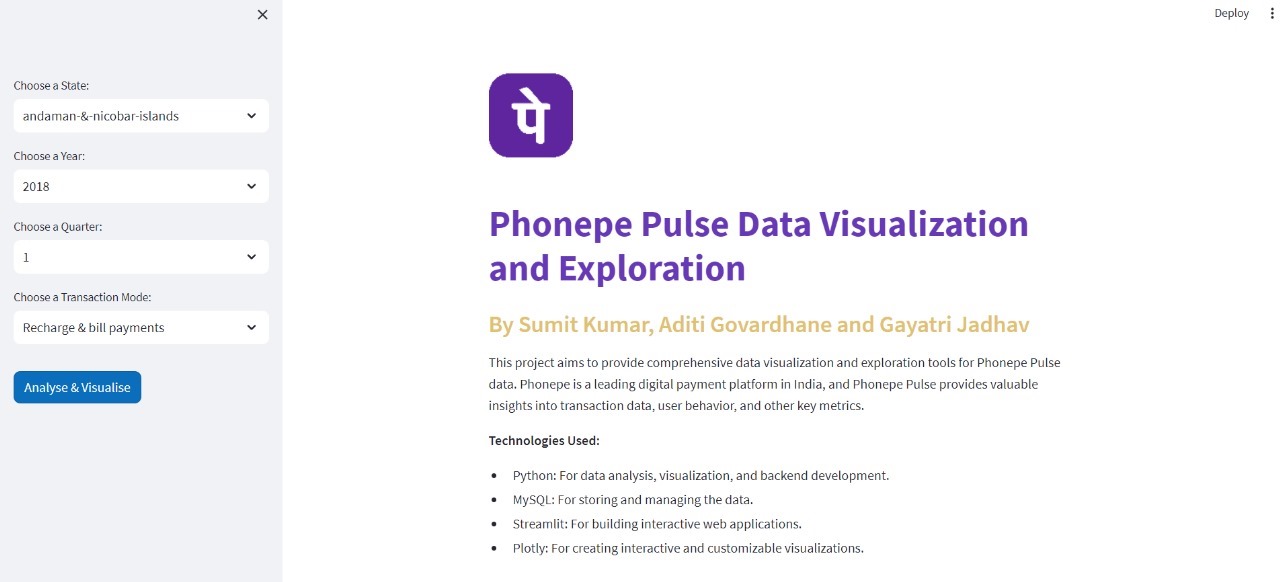 Deploy
Choose a State:
andaman-&-nicobar-islands
Choose a Year:
2018
Choose a Quarter:
1
Choose a Transaction Mode:
Recharge & bill payments
Analyse & Visualise
पे
Phonepe Pulse Data Visualization
and Exploration
By Sumit Kumar, Aditi Govardhane and Gayatri Jadhav
This project aims to provide comprehensive data visualization and exploration tools for Phonepe Pulse
data. Phonepe is a leading digital payment platform in India, and Phonepe Pulse provides valuable
insights into transaction data, user behavior, and other key metrics.
Technologies Used:
• Python: For data analysis, visualization, and backend development.
• MySQL: For storing and managing the data.
• Streamlit: For building interactive web applications.
• Plotly: For creating interactive and customizable visualizations.